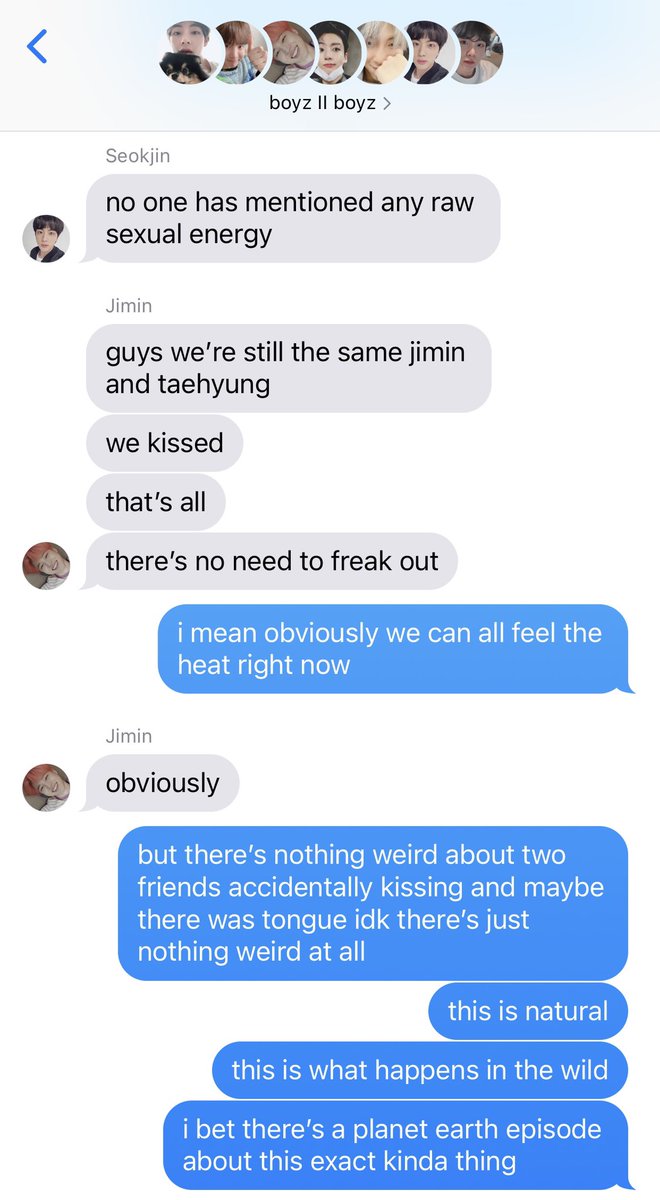 boyz II boyz
Seokjin
no one has mentioned any raw
sexual energy
Jimin
guys we’re still the same jimin
and taehyung
we kissed
that’s all
there’s no need to freak out
i mean obviously we can all feel the
heat right now
Jimin
obviously
but there’s nothing weird about two
friends accidentally kissing and maybe
there was tongue idk there’s just
nothing weird at all
this is natural
this is what happens in the wild
i bet there’s a planet earth episode
about this exact kinda thing